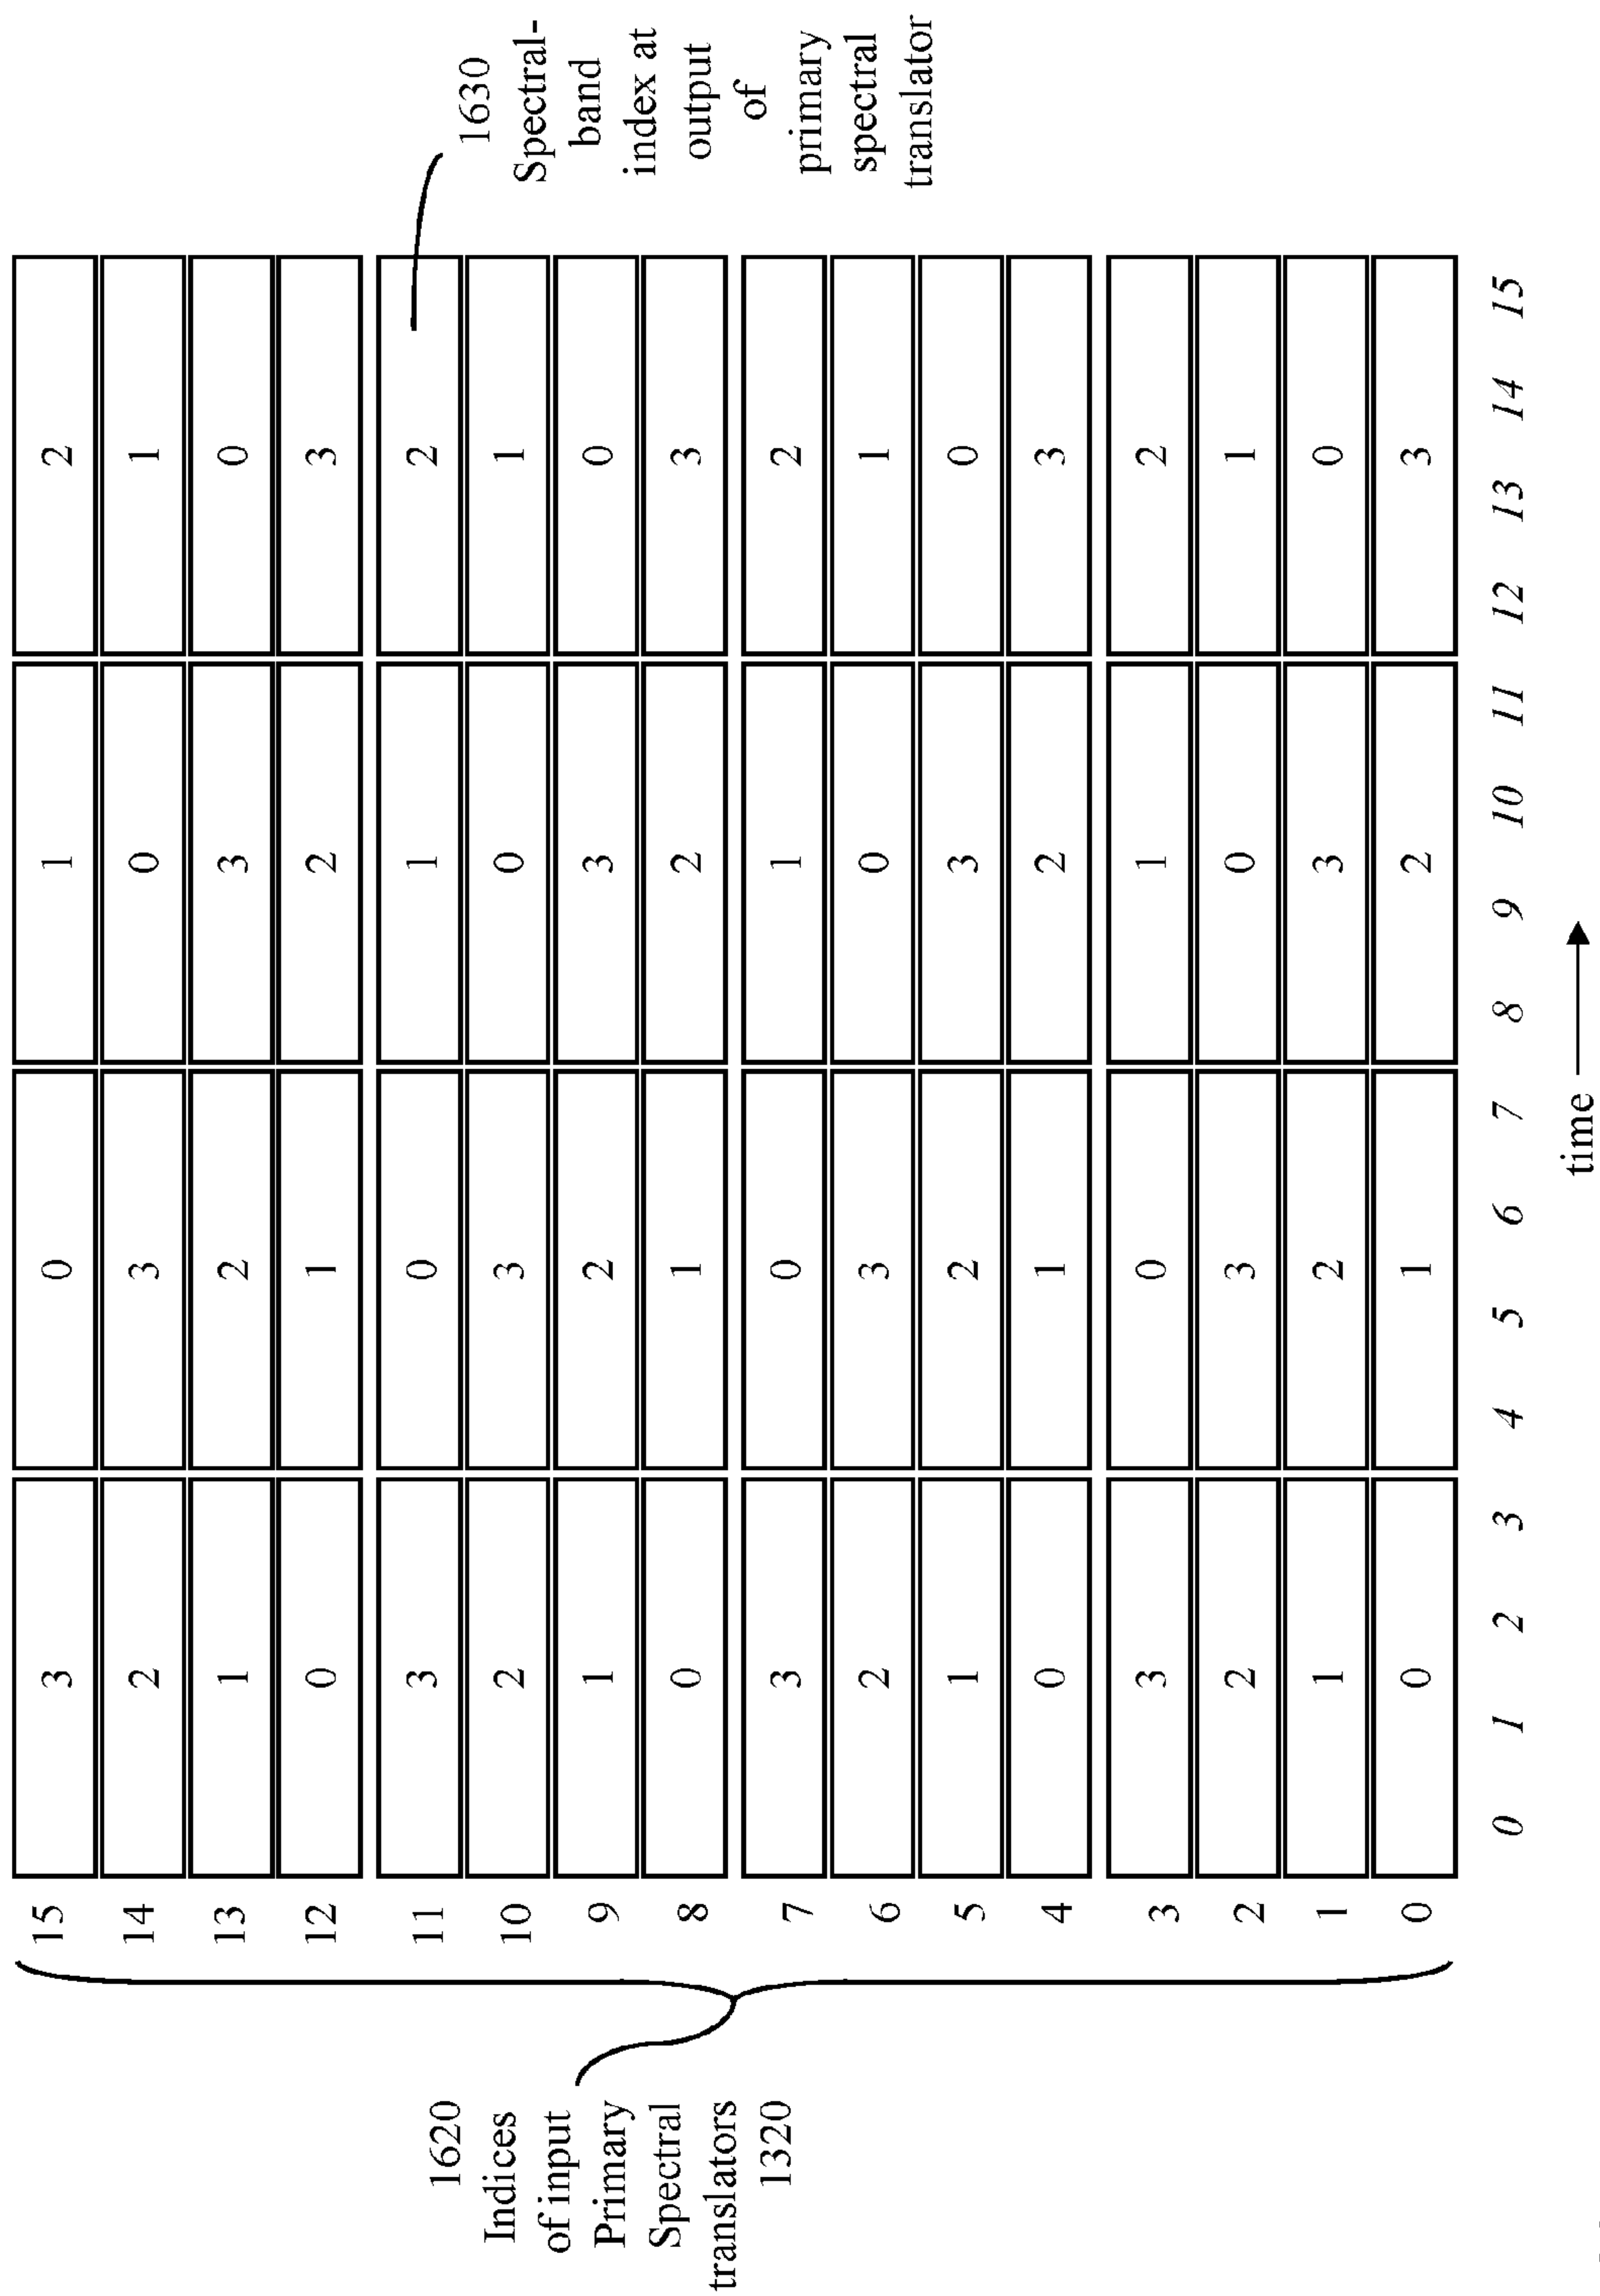 1620
Indices
of input
Primary
Spectral
translators
1320
15 3 0 1 2
14 2 3 0 1
13 1 2 3 0
12 0 1 2 3
11 3 0 1 2
10 2 3 0 1
9 1 2 3 0
8 0 1 2 3
7 3 0 1 2
6 2 3 0 1
5 1 2 3 0
4 0 1 2 3
3 3 0 1 2
2 2 3 0 1
1 1 2 3 0
0 0 1 2 3
0 1 2 3 4 5 6 7 8 9 10 11 12 13 14 15
time
1630
Spectral-
band
index at
output
of
primary
spectral
translator